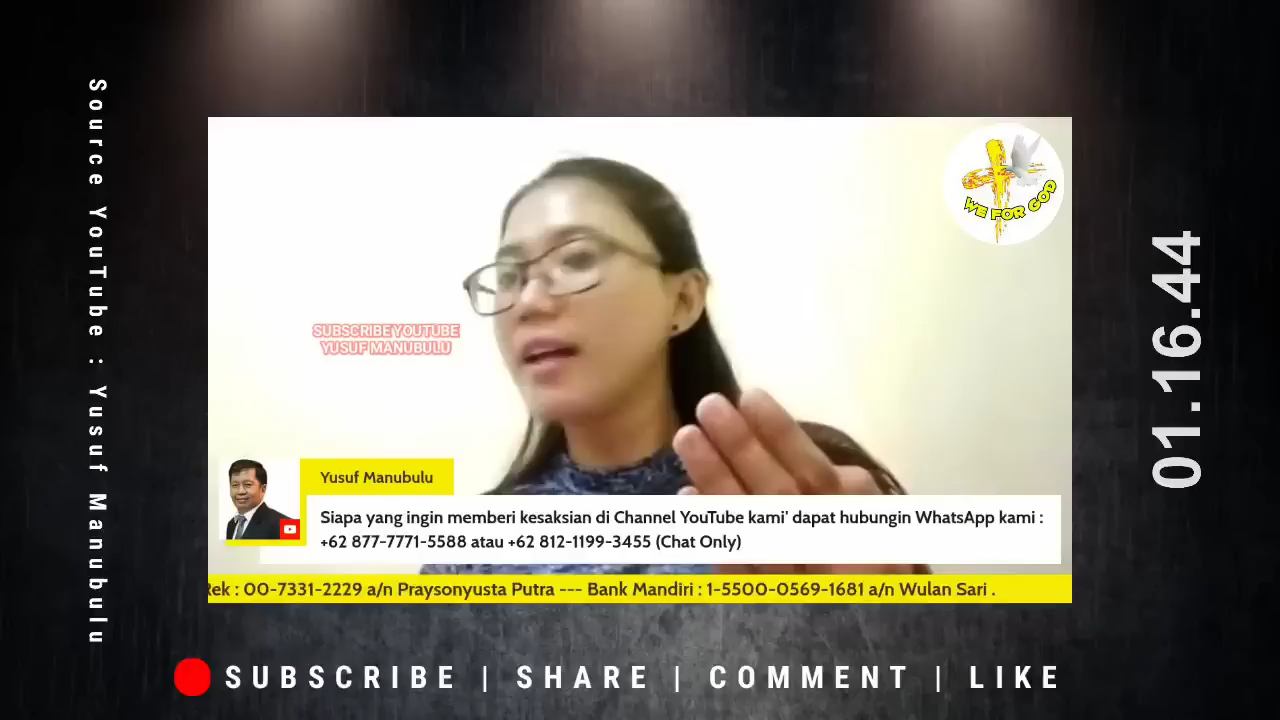 Source YouTube : Yusuf Manubulu
WE FOR GOD
SUBSCRIBE YOUTUBE
YUSUF MANUBULU
01.16.44
Yusuf Manubulu
Siapa yang ingin memberi kesaksian di Channel YouTube kami' dapat hubungin WhatsApp kami :
+62 877-7771-5588 atau +62 812-1199-3455 (Chat Only)
Rek : 00-7331-2229 a/n Praysonyusta Putra --- Bank Mandiri : 1-5500-0569-1681 a/n Wulan Sari .
SUBSCRIBE | SHARE | COMMENT | LIKE